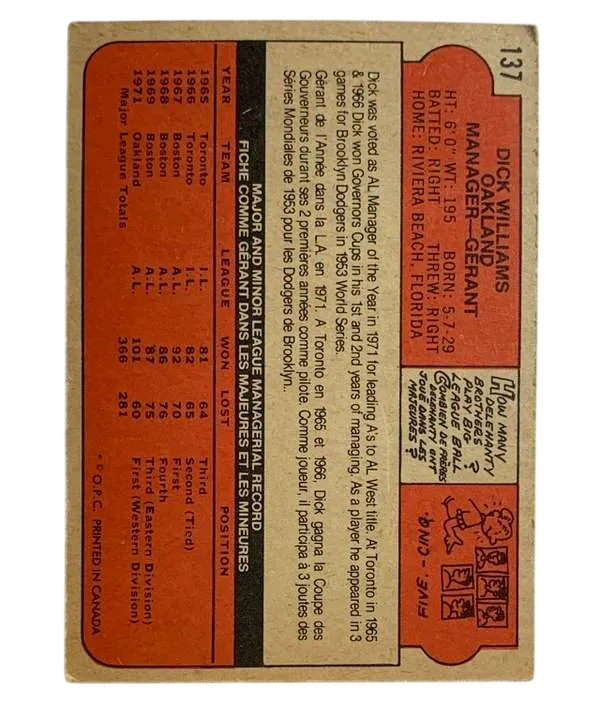 137
DICK WILLIAMS
OAKLAND
MANAGER—GÉRANT
HT: 6'0" WT: 195 BORN: 5-7-29
BATTED: RIGHT THREW: RIGHT
HOME: RIVIERA BEACH, FLORIDA
HOW MANY
DELEHANTY
BROTHERS
PLAY BIG
LEAGUE BALL?
COMBIEN DE FRÈRES
DELEHANTY ONT
JOUÉ DANS LES
MAJEURES?
FIVE. - CINQ.
Dick was voted as AL Manager of the Year in 1971 for leading A's to AL West title. At Toronto in 1965
& 1966 Dick won Governors Cups in his 1st and 2nd years of managing. As a player he appeared in 3
games for Brooklyn Dodgers in 1953 World Series.
Gérant de l'Année dans la L.A. en 1971. A Toronto en 1965 et 1966, Dick gagna la Coupe des
Gouverneurs durant ses 2 premières années comme pilote. Comme joueur, il participa à 3 joutes des
Séries Mondiales de 1953 pour les Dodgers de Brooklyn.
MAJOR AND MINOR LEAGUE MANAGERIAL RECORD
FICHE COMME GÉRANT DANS LES MAJEURES ET LES MINEURES
YEAR TEAM LEAGUE WON LOST POSITION
1965 Toronto I.L. 81 64 Third
1966 Toronto I.L. 82 65 Second (Tied)
1967 Boston A.L. 92 70 First
1968 Boston A.L. 86 76 Fourth
1969 Boston A.L. 87 75 Third (Eastern Division)
1971 Oakland A.L. 101 60 First (Western Division)
Major League Totals 366 281
* © O.P.C. PRINTED IN CANADA